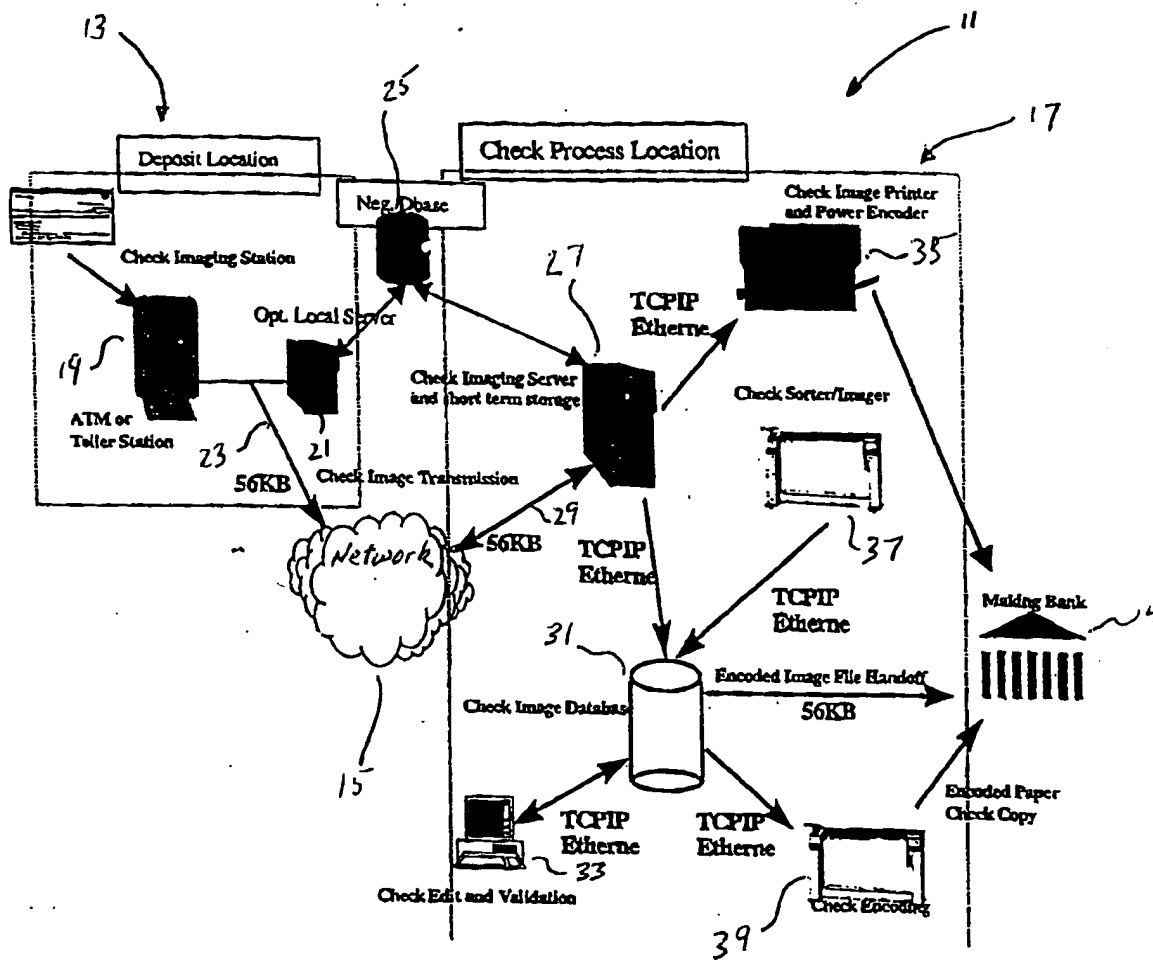 13
11
25
17
Deposit Location
Check Process Location
Neg. Dbase
Check Image Printer
and Power Encoder
35
Check Imaging Station
27
TCPIP
Etherne
Opt. Local Server
19
Check Imaging Server
and short term storage
Check Sorter/Imager
ATM or
Teller Station
23
21
56KB
Check Image Transmission
29
56KB
37
Network
TCPIP
Etherne
TCPIP
Etherne
Making Bank
31
Encoded Image File Handoff
56KB
Check Image Database
15
Encoded Paper
Check Copy
TCPIP
Etherne
TCPIP
Etherne
33
Check Edit and Validation
Check Encoding
39